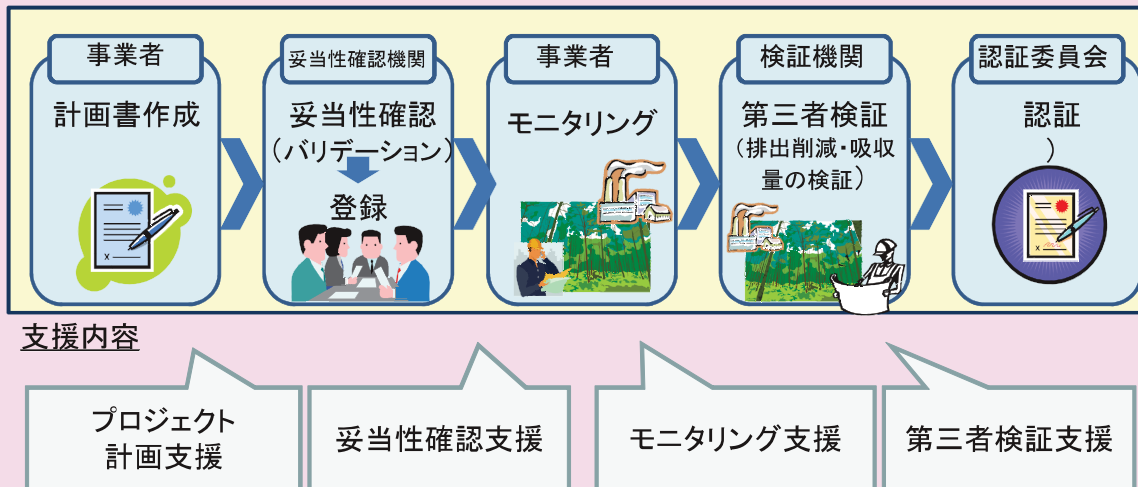 事業者
計画書作成
妥当性確認機関
妥当性確認
（バリデーション）
登録
事業者
モニタリング
検証機関
第三者検証
（排出削減・吸収
量の検証）
認証委員会
認証
）
支援内容
プロジェクト
計画支援
妥当性確認支援
モニタリング支援
第三者検証支援